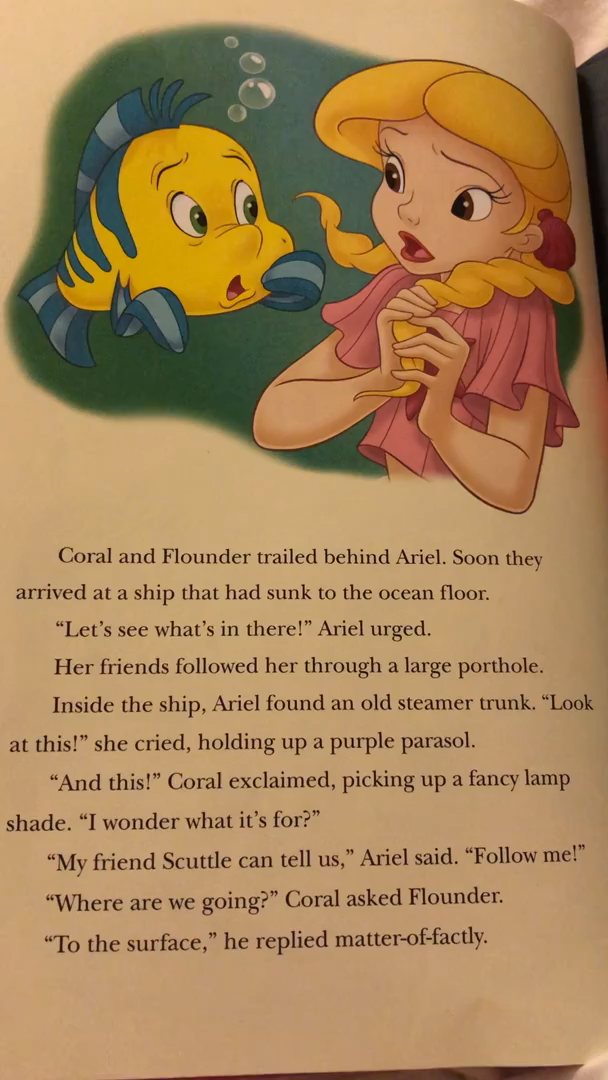 Coral and Flounder trailed behind Ariel. Soon they
arrived at a ship that had sunk to the ocean floor.
“Let’s see what’s in there!” Ariel urged.
Her friends followed her through a large porthole.
Inside the ship, Ariel found an old steamer trunk. “Look
at this!” she cried, holding up a purple parasol.
“And this!” Coral exclaimed, picking up a fancy lamp
shade. “I wonder what it’s for?”
“My friend Scuttle can tell us,” Ariel said. “Follow me!”
“Where are we going?” Coral asked Flounder.
“To the surface,” he replied matter-of-factly.